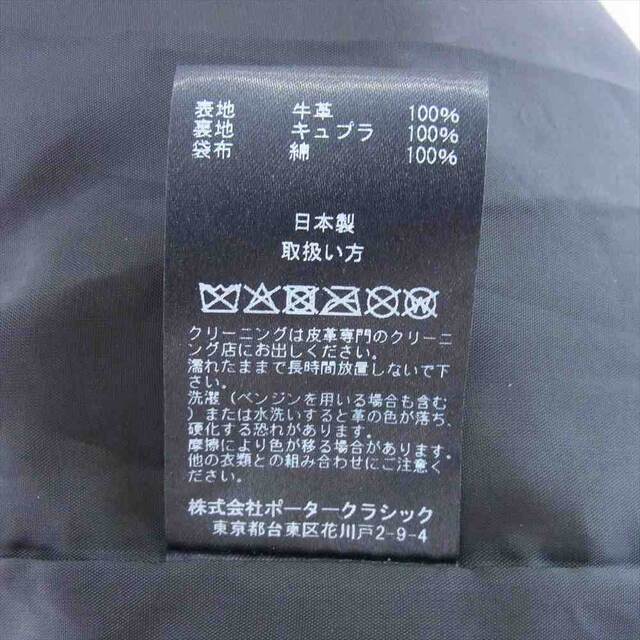 表地 牛革 100%
裏地 キュプラ 100%
袋布 綿 100%
日本製
取扱い方
クリーニングは皮革専門のクリーニ
ング店にお出しください。
濡れたままで長時間放置しないで下
さい。
洗濯（ベンジンを用いる場合も含む
）または水洗いすると革の色が落ち、
硬化する恐れがあります。
摩擦により色が移る場合があります。
他の衣類との組み合わせにご注意く
ださい。
株式会社ポータークラシック
東京都台東区花川戸2-9-4